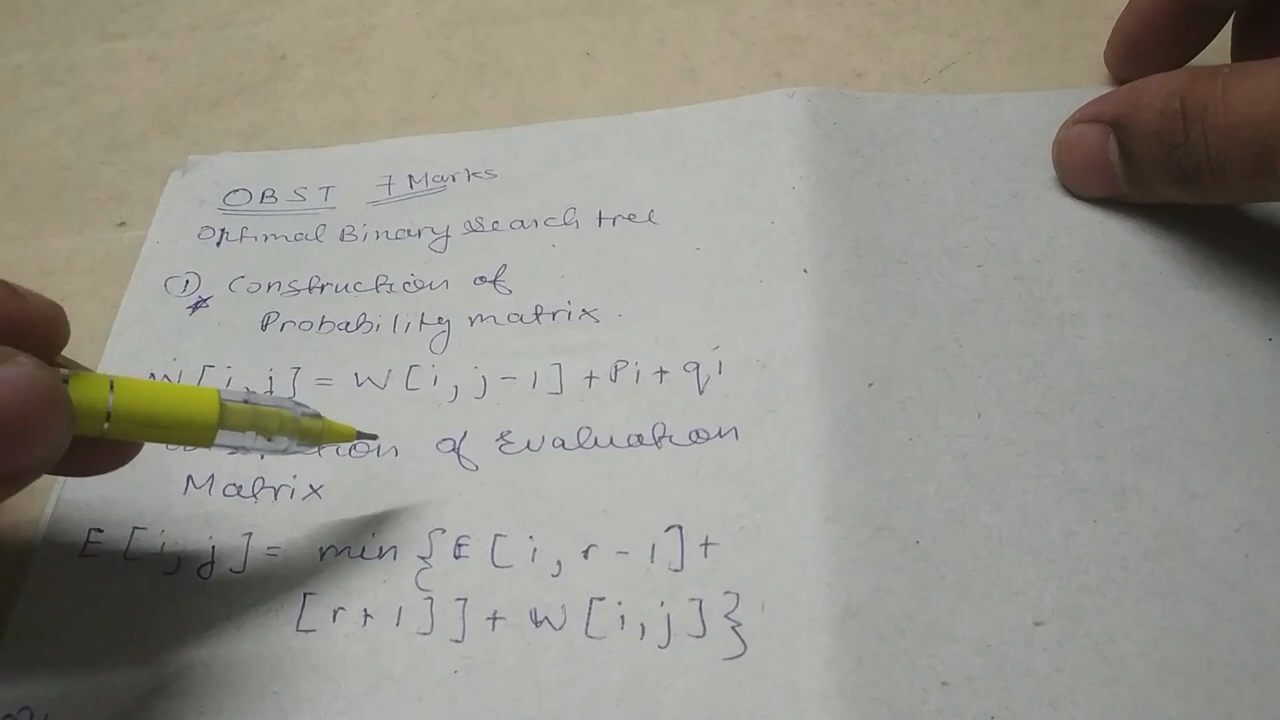 OBST 7 Marks
Optimal Binary Search tree
① Construction of
Probability matrix.
W[i,j] = W[i, j-1] + Pi + qi
of Evaluation
Matrix
E[i,j] = min {E[i, r-1] +
[r+1]] + W[i,j]}